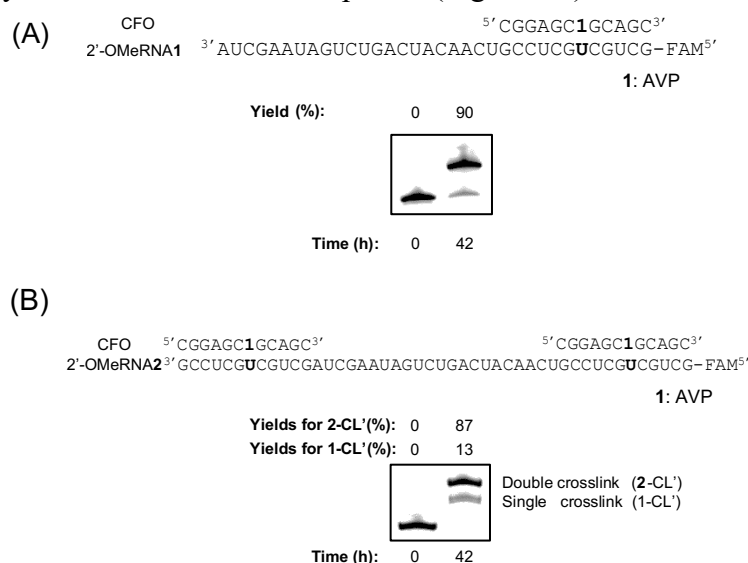 (A)
CFO 5'CGGAGC1GCAGC3'
2'-OMeRNA1 3'AUCGAAUAGUCUGACUACAACUGCCUCGUCGUCG-FAM5'
1: AVP
Yield (%): 0 90
Time (h): 0 42
(B)
CFO 5'CGGAGC1GCAGC3' 5'CGGAGC1GCAGC3'
2'-OMeRNA2 3'GCCUCGUCGUCGAUCGAAUAGUCUGACUACAACUGCCUCGUCGUCG-FAM5'
1: AVP
Yields for 2-CL'(%): 0 87
Yields for 1-CL'(%): 0 13
Double crosslink (2-CL')
Single crosslink (1-CL')
Time (h): 0 42